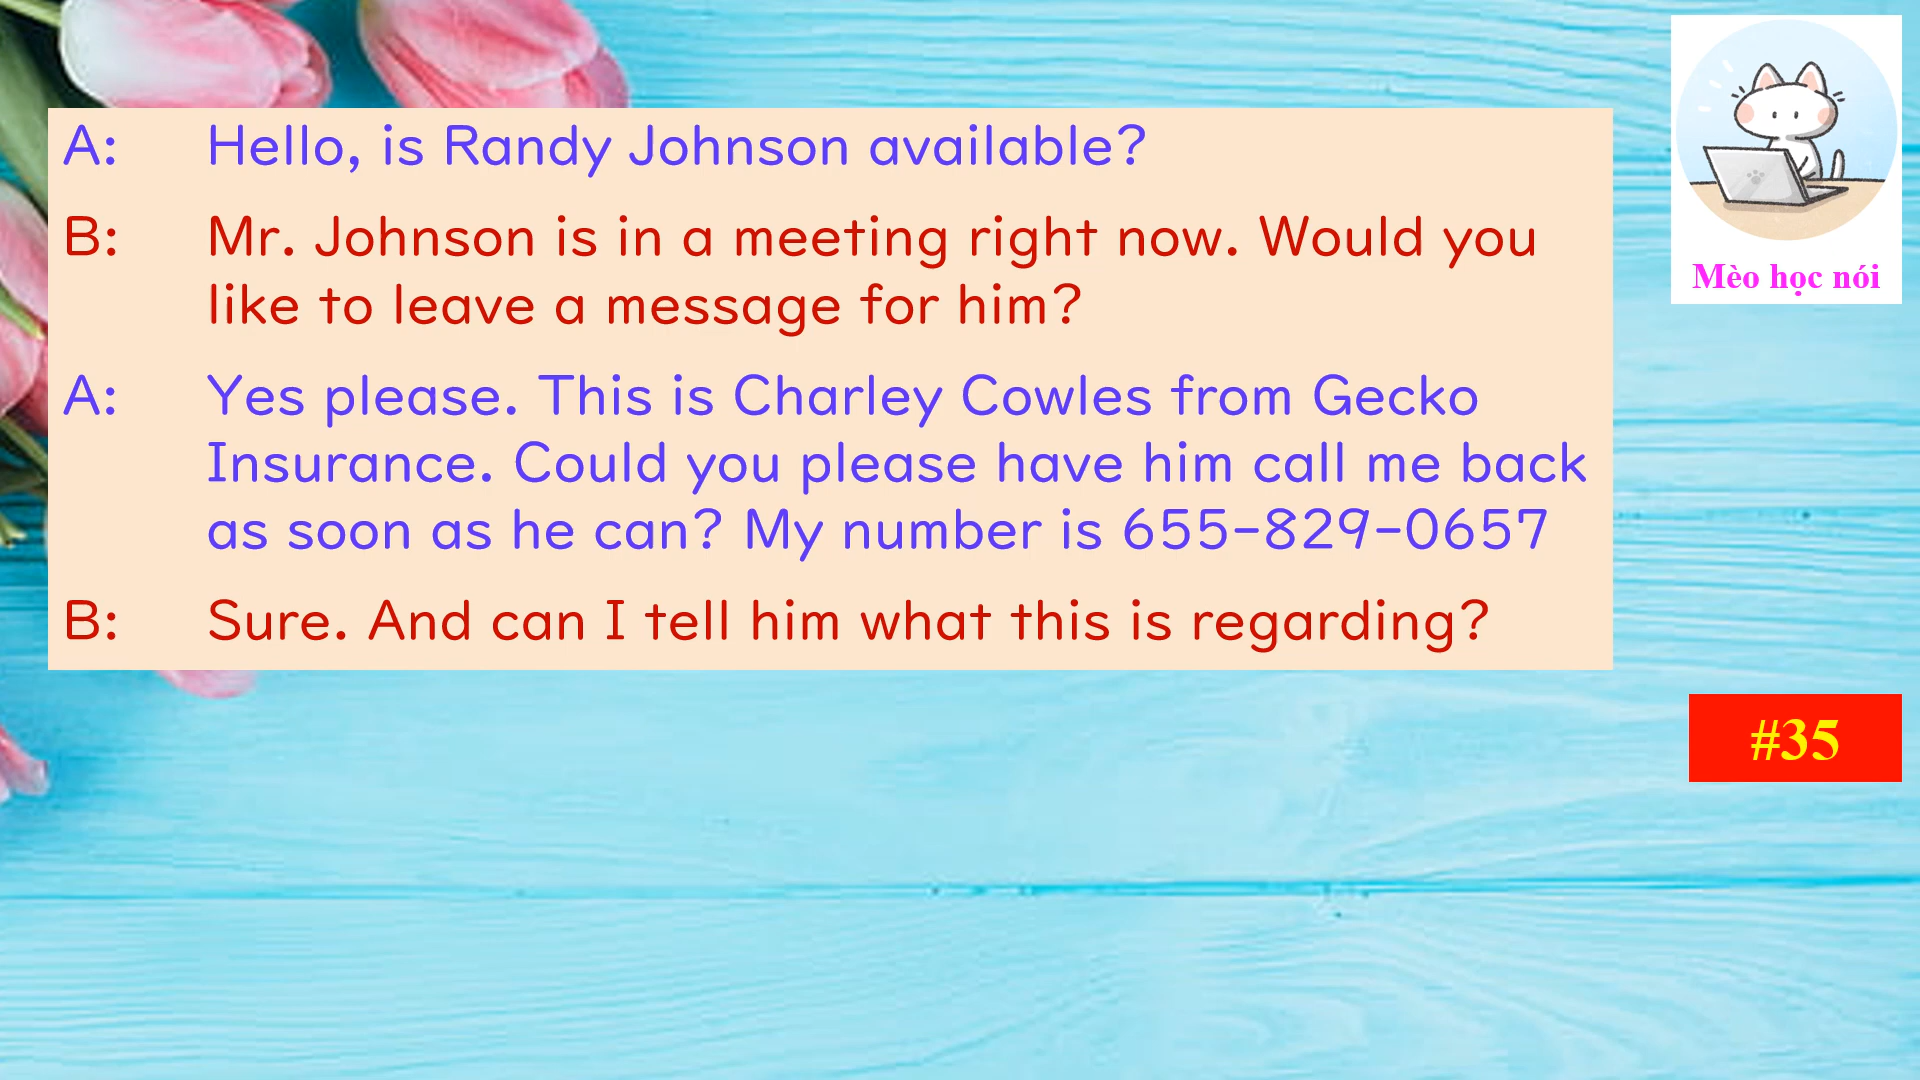 A: Hello, is Randy Johnson available?
B: Mr. Johnson is in a meeting right now. Would you
like to leave a message for him?
A: Yes please. This is Charley Cowles from Gecko
Insurance. Could you please have him call me back
as soon as he can? My number is 655-829-0657
B: Sure. And can I tell him what this is regarding?
Mèo học nói
#35